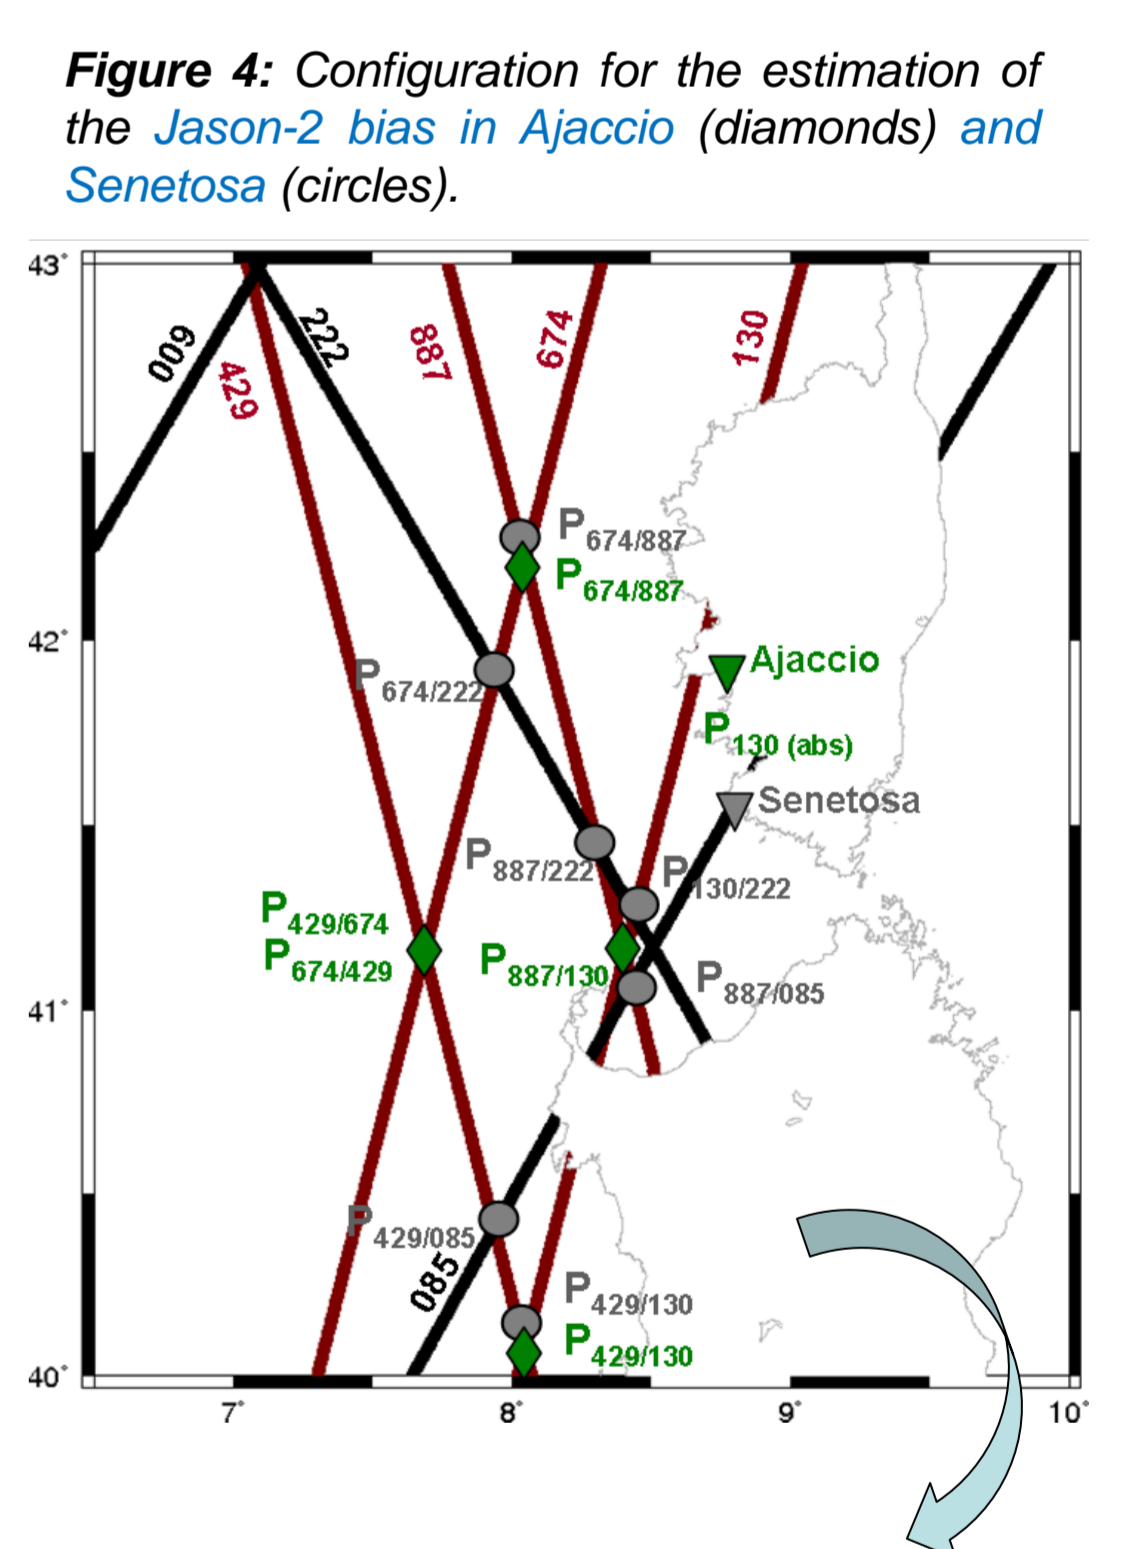 Figure 4: Configuration for the estimation of
the Jason-2 bias in Ajaccio (diamonds) and
Senetosa (circles).
43°
009
429
222
887
674
130
P674/887
P674/887
42°
Ajaccio
P674/222
P130 (abs)
Senetosa
P887/222
P130/222
P429/674
P674/429
P887/130
P887/085
41°
P429/085
085
P429/130
P429/130
40°
7° 8° 9° 10°